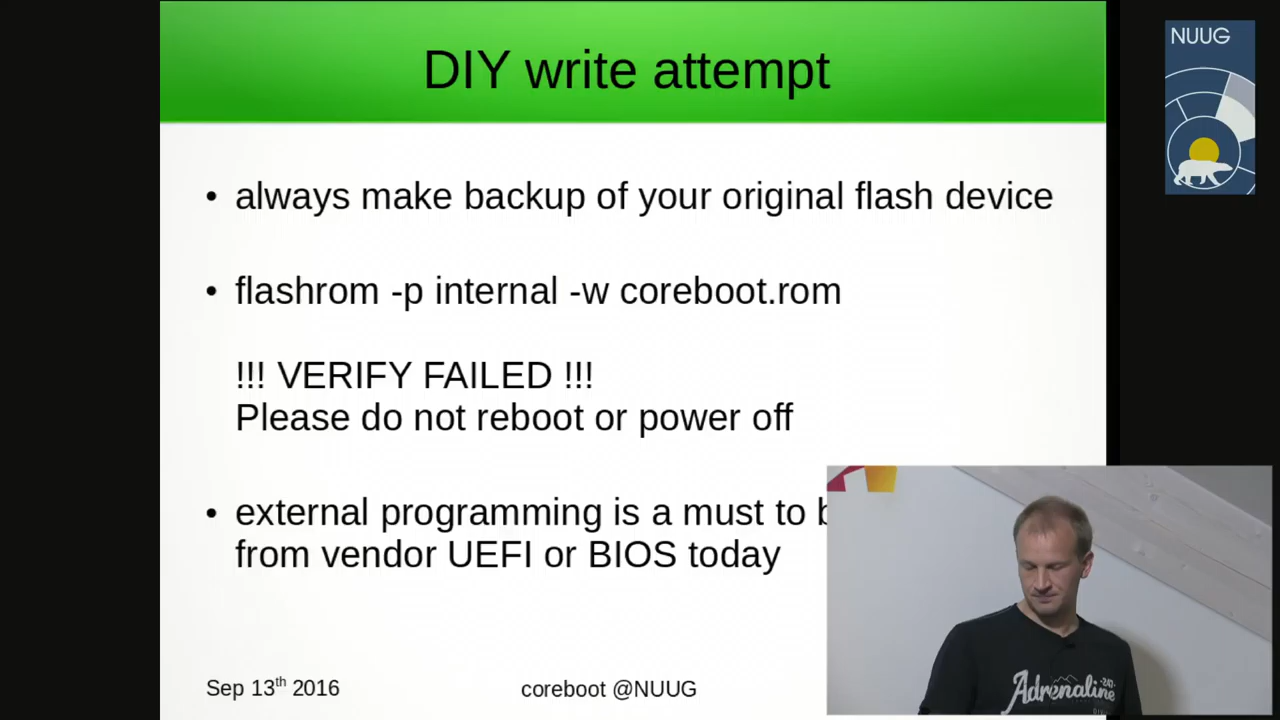 DIY write attempt
NUUG
• always make backup of your original flash device
• flashrom -p internal -w coreboot.rom
!!! VERIFY FAILED !!!
Please do not reboot or power off
• external programming is a must to
from vendor UEFI or BIOS today
Adrenaline
Sep 13th 2016
coreboot @NUUG